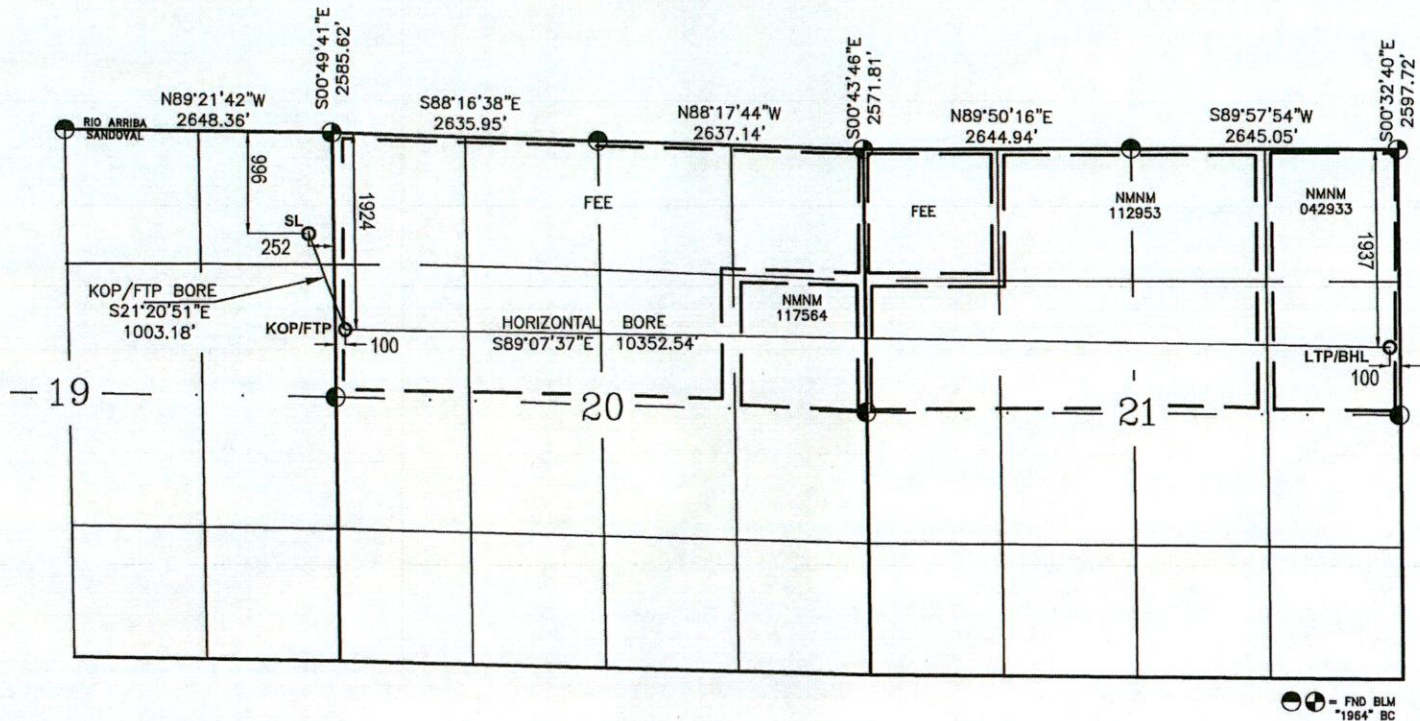 S00°49'41"E
2585.62'
S00°43'46"E
2571.81'
S00°32'40"E
2597.72'
N89°21'42"W
2648.36'
S88°16'38"E
2635.95'
N88°17'44"W
2637.14'
N89°50'16"E
2644.94'
S89°57'54"W
2645.05'
RIO ARRIBA
SANDOVAL
996
1924
SL
252
FEE
FEE
NMNM
112953
NMNM
042933
1937
KOP/FTP BORE
S21°20'51"E
1003.18'
KOP/FTP
100
HORIZONTAL BORE
S89°07'37"E 10352.54'
NMNM
117564
LTP/BHL
100
19
20
21
= FND BLM
"1964" BC